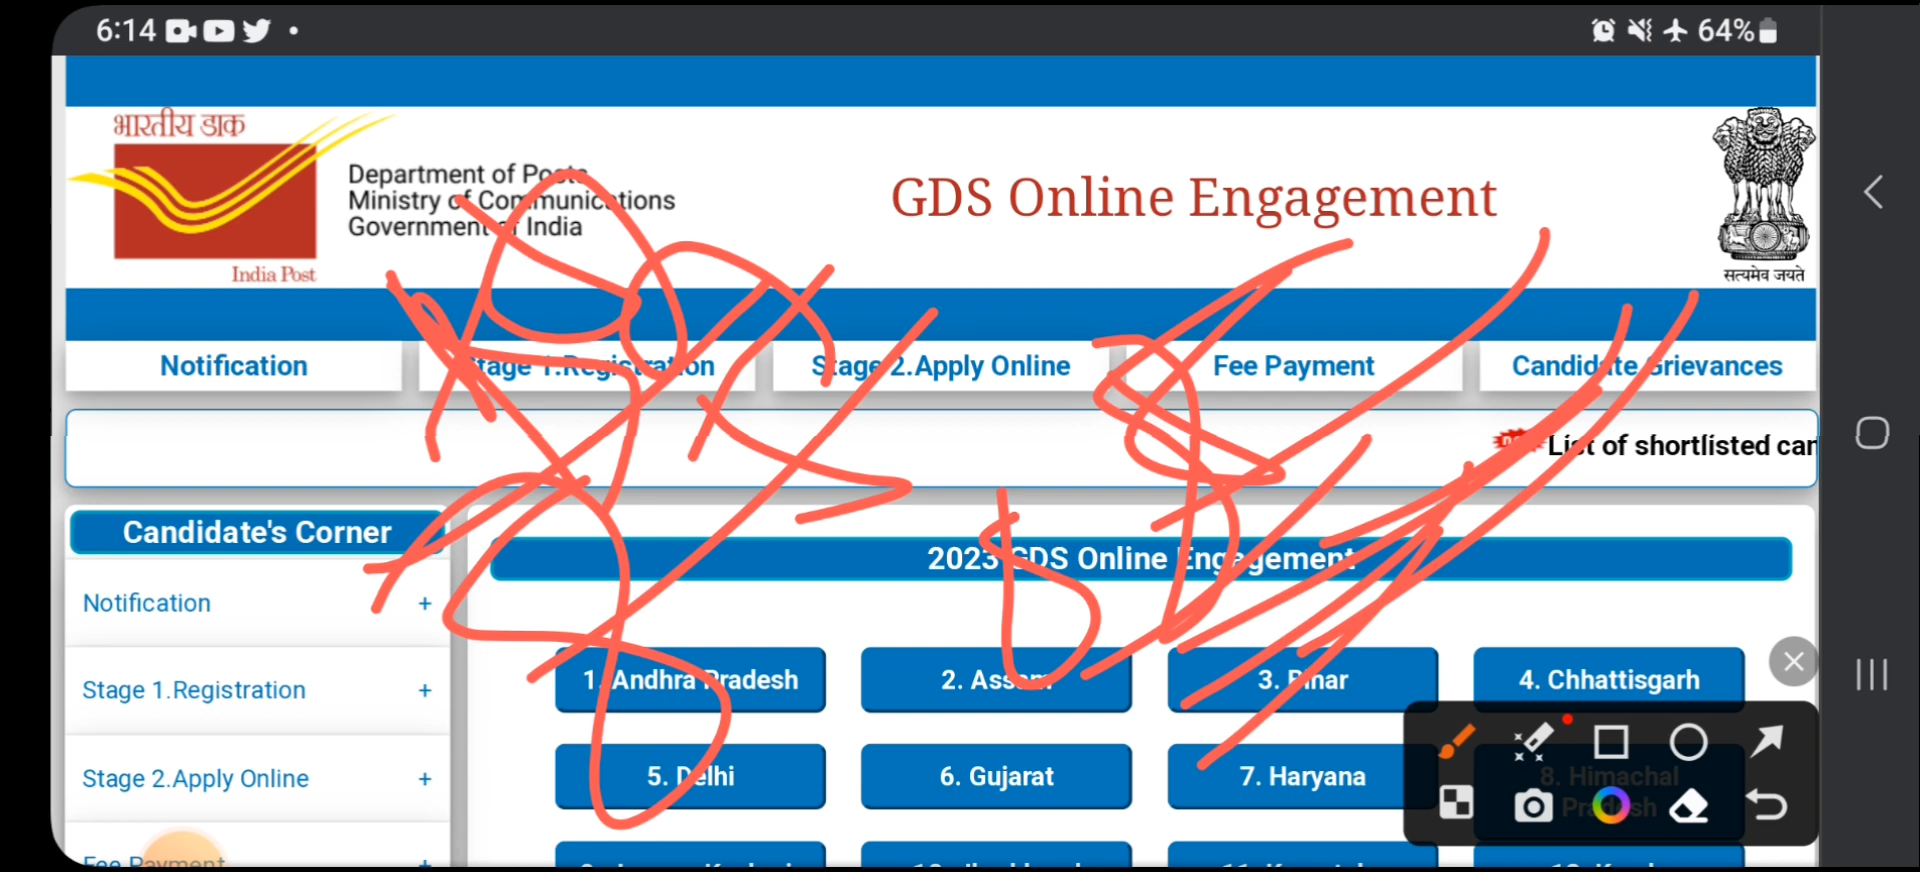 6:14
64%
भारतीय डाक
India Post
Department of Posts
Ministry of Communications
Government of India
GDS Online Engagement
सत्यमेव जयते
Notification
Stage 1.Registration
Stage 2.Apply Online
Fee Payment
Candidate Grievances
List of shortlisted can
Candidate's Corner
Notification +
Stage 1.Registration +
Stage 2.Apply Online +
Fee Payment +
2023 GDS Online Engagement
1. Andhra Pradesh
2. Assam
3. Bihar
4. Chhattisgarh
5. Delhi
6. Gujarat
7. Haryana
8. Himachal
Pradesh